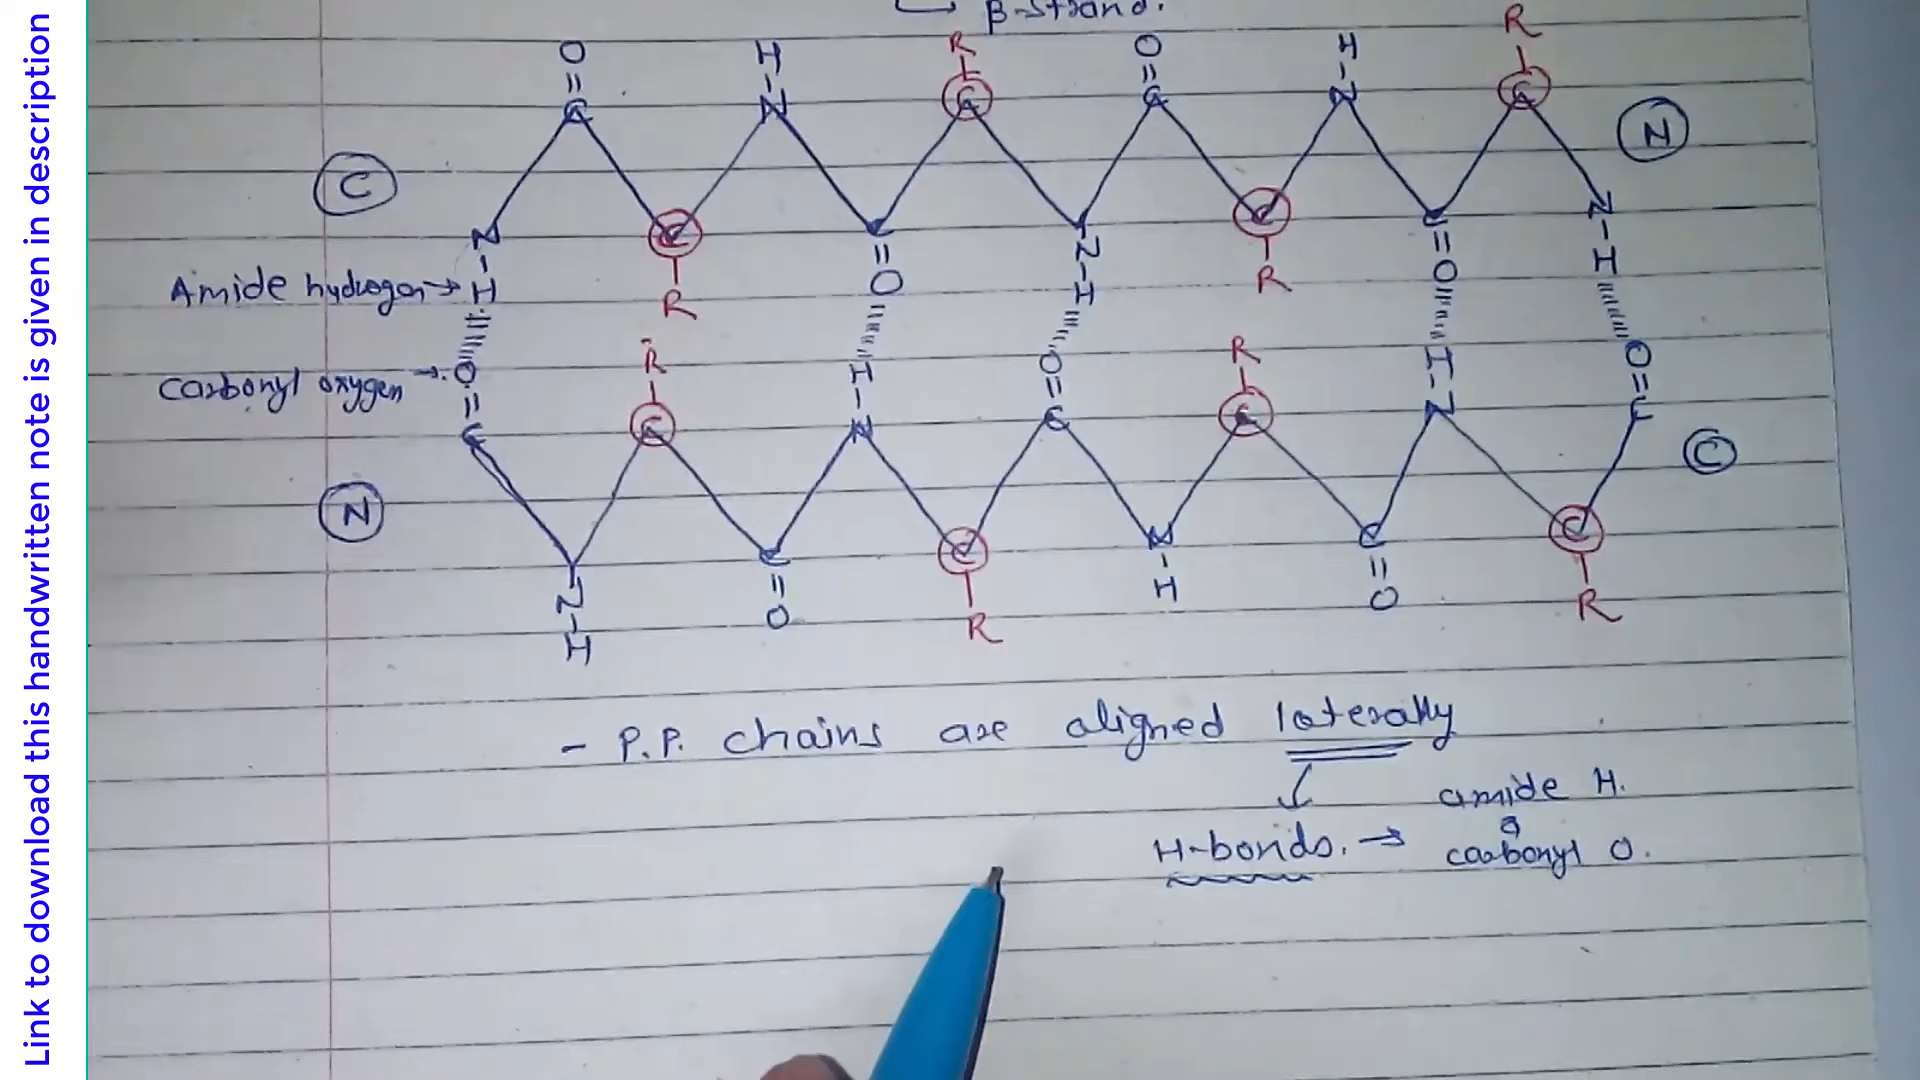 Link to download this handwritten note is given in description
β-strand.
O H R O H R
C N C C N C
C N
N C C N C C N
Amide hydrogen → H R O H R O H
carbonyl oxygen → O R H O R H O
C C N C C N C
N C
N C C N C C
H O R H O R
- P.P. chains are aligned laterally
amide H.
H-bonds. → &
carbonyl O.